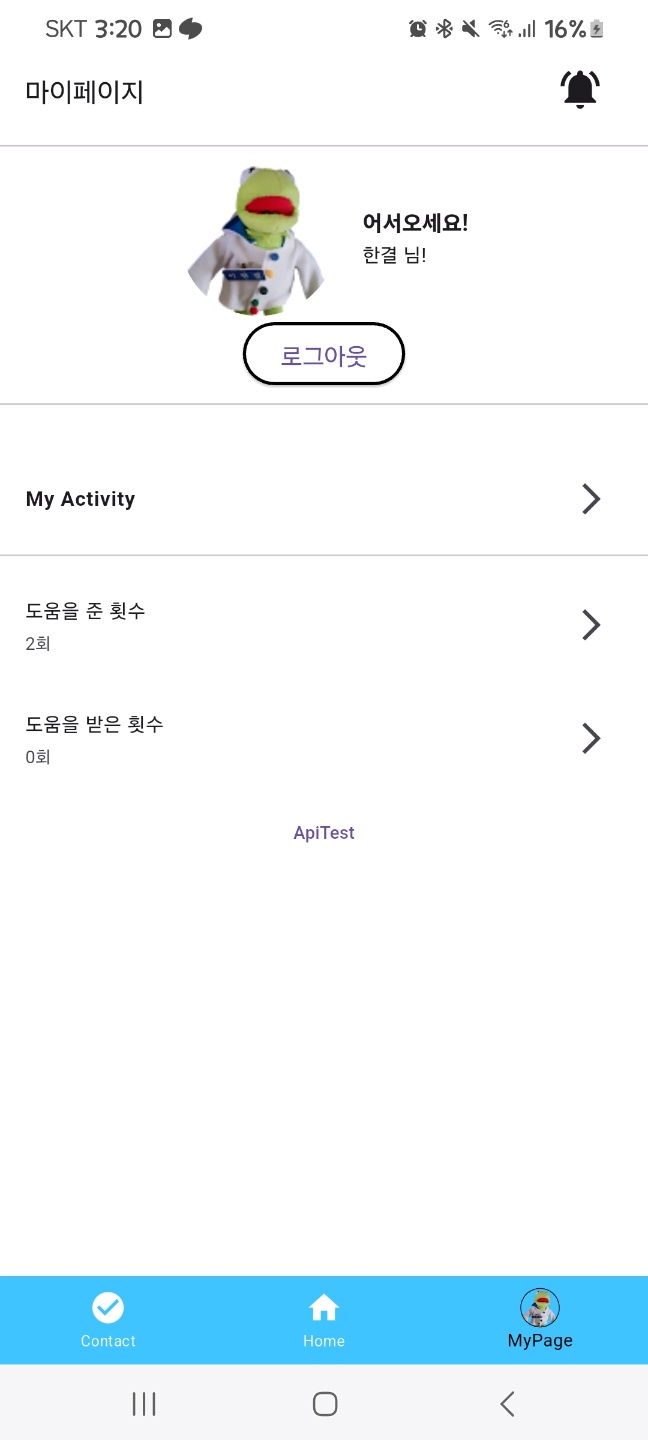 SKT 3:20 16%
마이페이지
어서오세요!
한결 님!
로그아웃
My Activity
도움을 준 횟수
2회
도움을 받은 횟수
0회
ApiTest
Contact Home MyPage